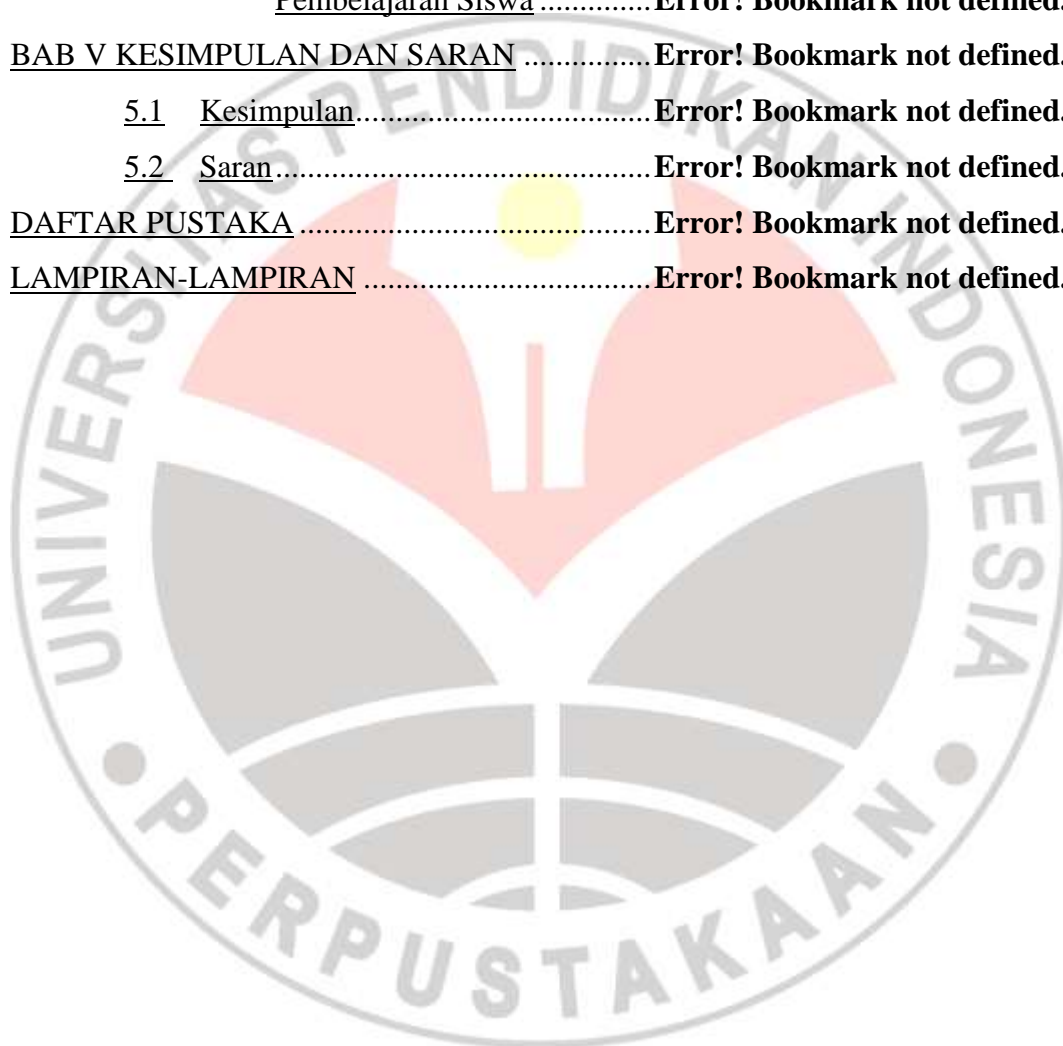 Pembelajaran Siswa ..............Error! Bookmark not defined.
BAB V KESIMPULAN DAN SARAN ...............Error! Bookmark not defined.
5.1 Kesimpulan...................................Error! Bookmark not defined.
5.2 Saran............................................Error! Bookmark not defined.
DAFTAR PUSTAKA .........................................Error! Bookmark not defined.
LAMPIRAN-LAMPIRAN ..................................Error! Bookmark not defined.
UNIVERSITAS PENDIDIKAN INDONESIA
PERPUSTAKAAN